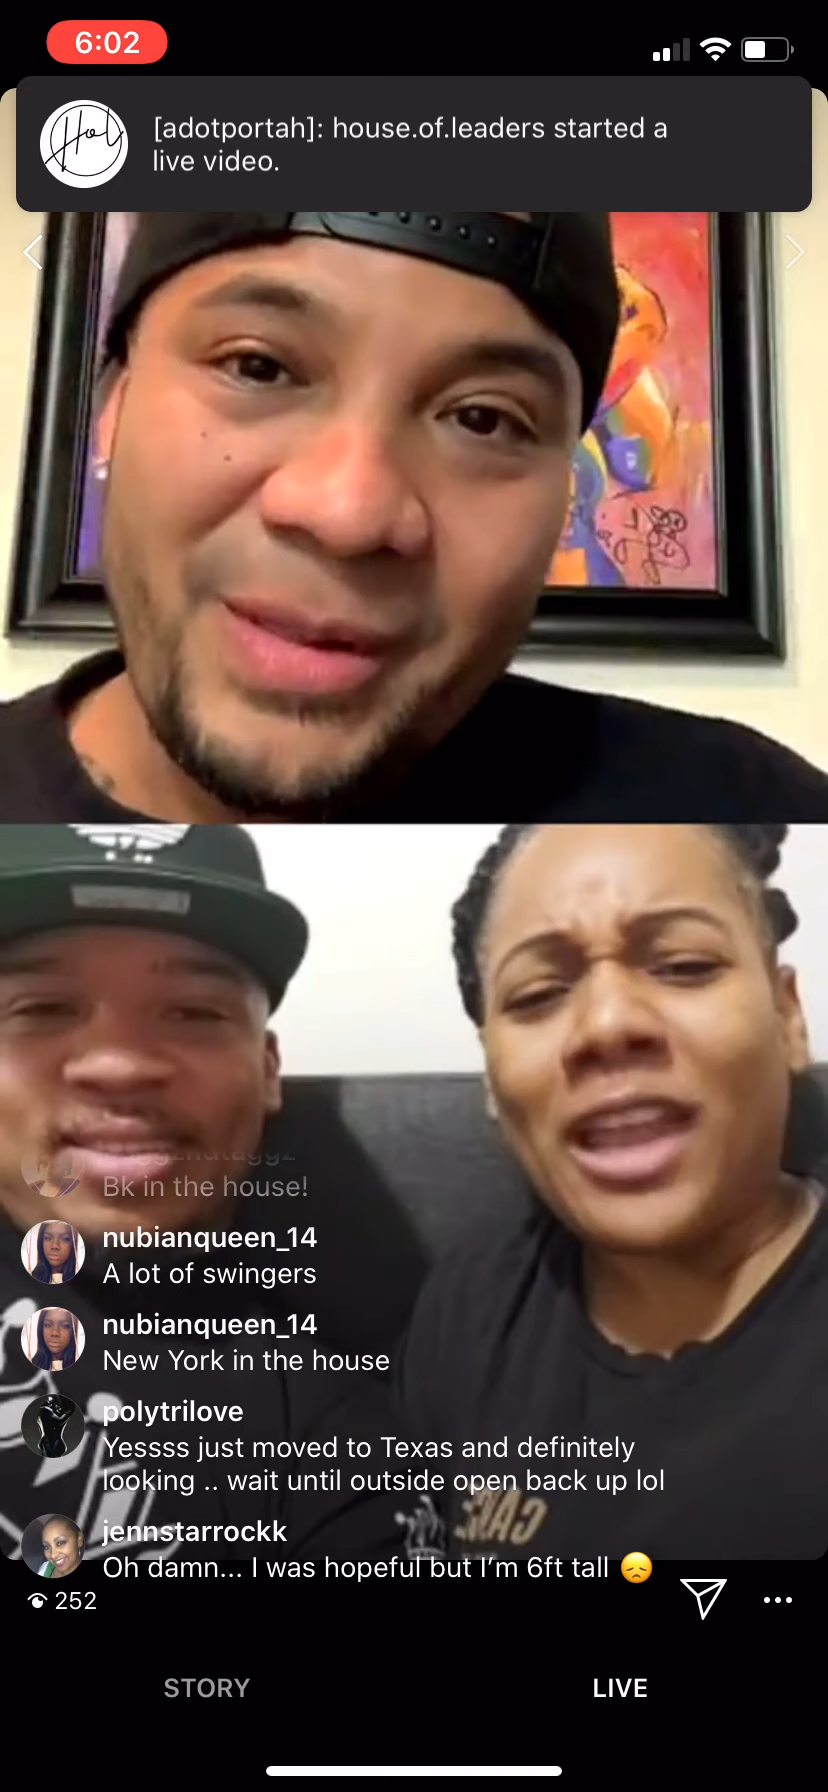 6:02
[adotportah]: house.of.leaders started a
live video.
Bk in the house!
nubianqueen_14
A lot of swingers
nubianqueen_14
New York in the house
polytrilove
Yessss just moved to Texas and definitely
looking .. wait until outside open back up lol
jennstarrockk
Oh damn... I was hopeful but I’m 6ft tall 😞
252
STORY
LIVE